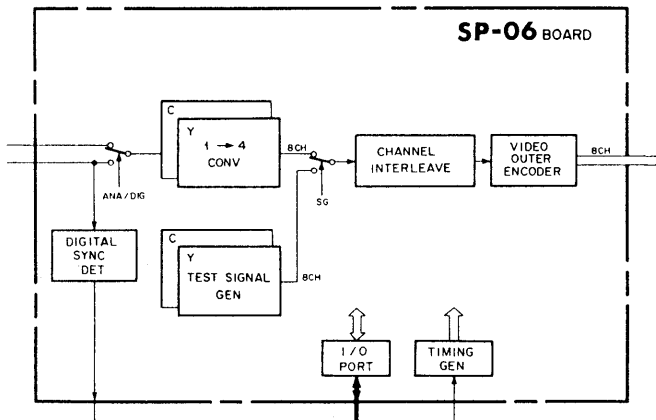 SP-06 BOARD
C
Y
1 → 4
CONV
8CH
CHANNEL
INTERLEAVE
VIDEO
OUTER
ENCODER
8CH
ANA/DIG
SG
DIGITAL
SYNC
DET
C
Y
TEST SIGNAL
GEN
8CH
I/O
PORT
TIMING
GEN